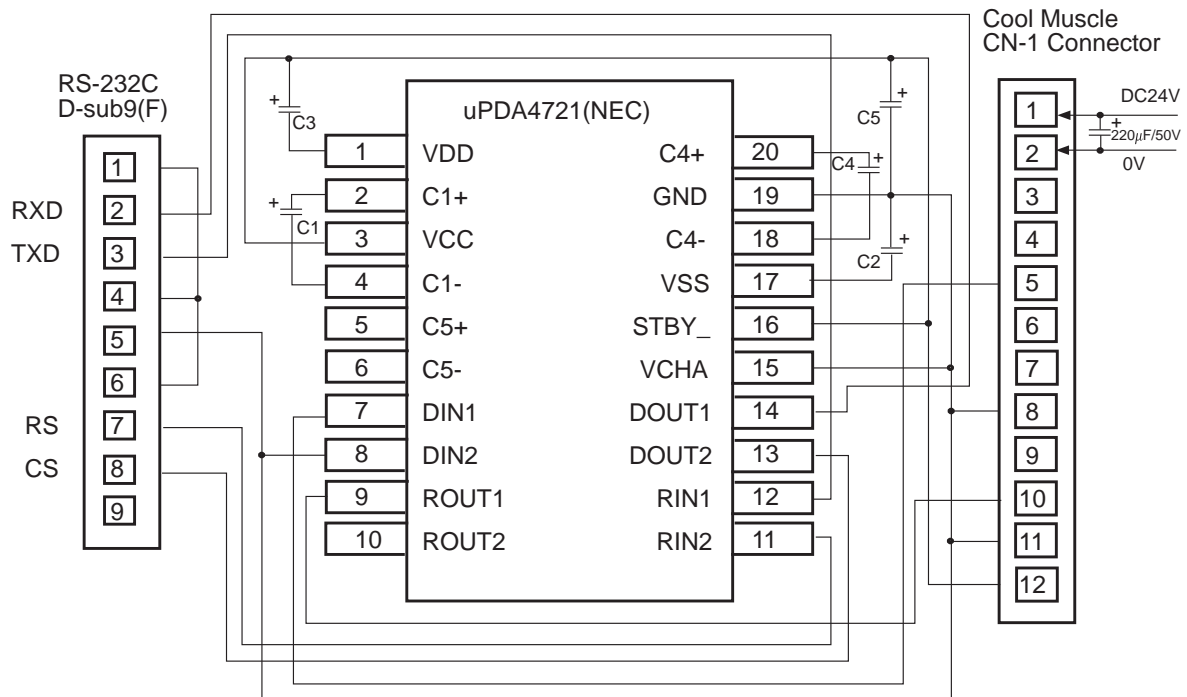 Cool Muscle
CN-1 Connector
RS-232C
D-sub9(F)
1
2
3
4
5
6
7
8
9
RXD
TXD
RS
CS
uPDA4721(NEC)
1 VDD
2 C1+
3 VCC
4 C1-
5 C5+
6 C5-
7 DIN1
8 DIN2
9 ROUT1
10 ROUT2
C4+ 20
GND 19
C4- 18
VSS 17
STBY_ 16
VCHA 15
DOUT1 14
DOUT2 13
RIN1 12
RIN2 11
+
C3
+
C1
+
C5
+
C4
+
C2
1
2
3
4
5
6
7
8
9
10
11
12
DC24V
+
220μF/50V
0V